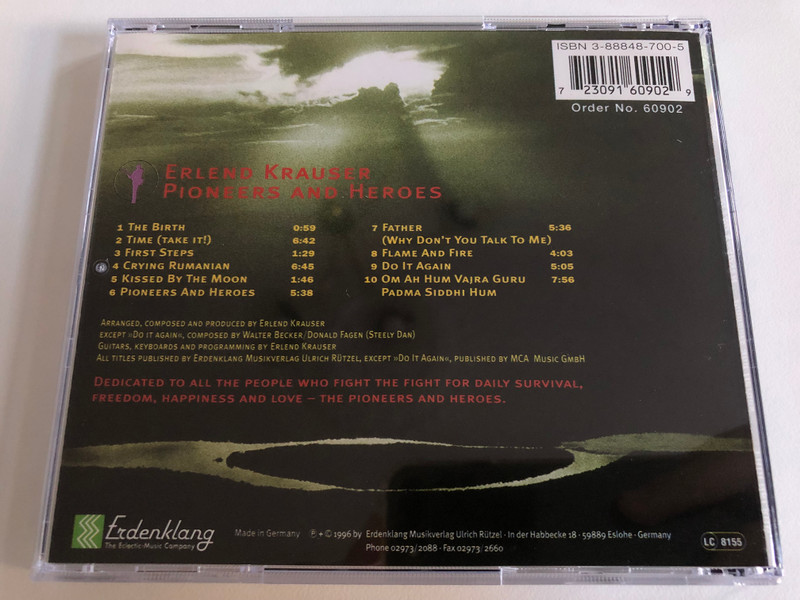 ISBN 3-88848-700-5
7 23091 60902 9
Order No. 60902
Erlend Krauser
Pioneers and Heroes
1 The Birth 0:59
2 Time (take it!) 6:42
3 First Steps 1:29
4 Crying Rumanian 6:45
5 Kissed By The Moon 1:46
6 Pioneers And Heroes 5:38
7 Father 5:36
(Why Don't You Talk To Me)
8 Flame And Fire 4:03
9 Do It Again 5:05
10 Om Ah Hum Vajra Guru 7:56
Padma Siddhi Hum
Arranged, composed and produced by Erlend Krauser
except »Do it again«, composed by Walter Becker/Donald Fagen (Steely Dan)
Guitars, keyboards and programming by Erlend Krauser
All titles published by Erdenklang Musikverlag Ulrich Rützel, except »Do It Again«, published by MCA Music GmbH
Dedicated to all the people who fight the fight for daily survival,
freedom, happiness and love – the pioneers and heroes.
Erdenklang
The Eclectic-Music Company
Made in Germany ℗ + © 1996 by Erdenklang Musikverlag Ulrich Rützel · In der Habbecke 18 · 59889 Eslohe · Germany
Phone 02973/2088 · Fax 02973/2660
LC 8155